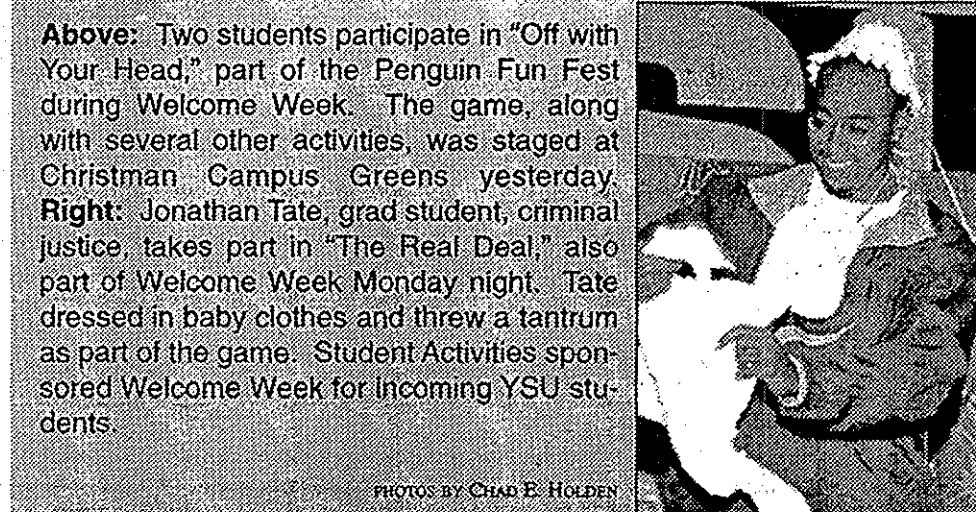 Above: Two students participate in "Off with
Your Head," part of the Penguin Fun Fest
during Welcome Week. The game, along
with several other activities, was staged at
Christman Campus Greens yesterday.
Right: Jonathan Tate, grad student, criminal
justice, takes part in "The Real Deal," also
part of Welcome Week Monday night. Tate
dressed in baby clothes and threw a tantrum
as part of the game. Student Activities spon-
sored Welcome Week for incoming YSU stu-
dents.
PHOTOS BY CHAD E. HOLDEN